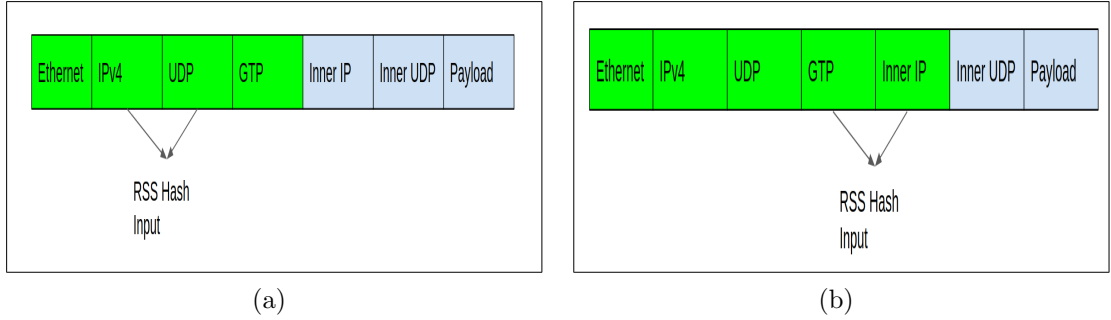 Ethernet IPv4 UDP GTP Inner IP Inner UDP Payload
RSS Hash
Input
(a)
Ethernet IPv4 UDP GTP Inner IP Inner UDP Payload
RSS Hash
Input
(b)